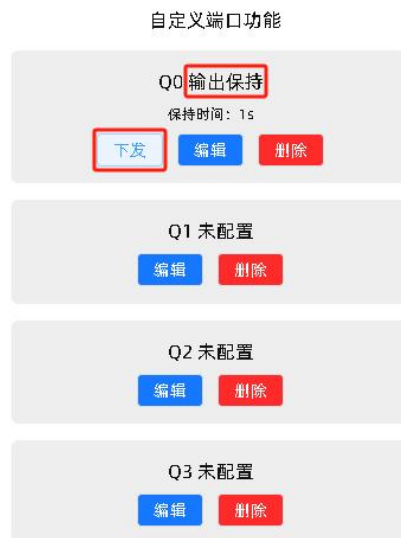 自定义端口功能
Q0 输出保持
保持时间：1s
下发 编辑 删除
Q1 未配置
编辑 删除
Q2 未配置
编辑 删除
Q3 未配置
编辑 删除